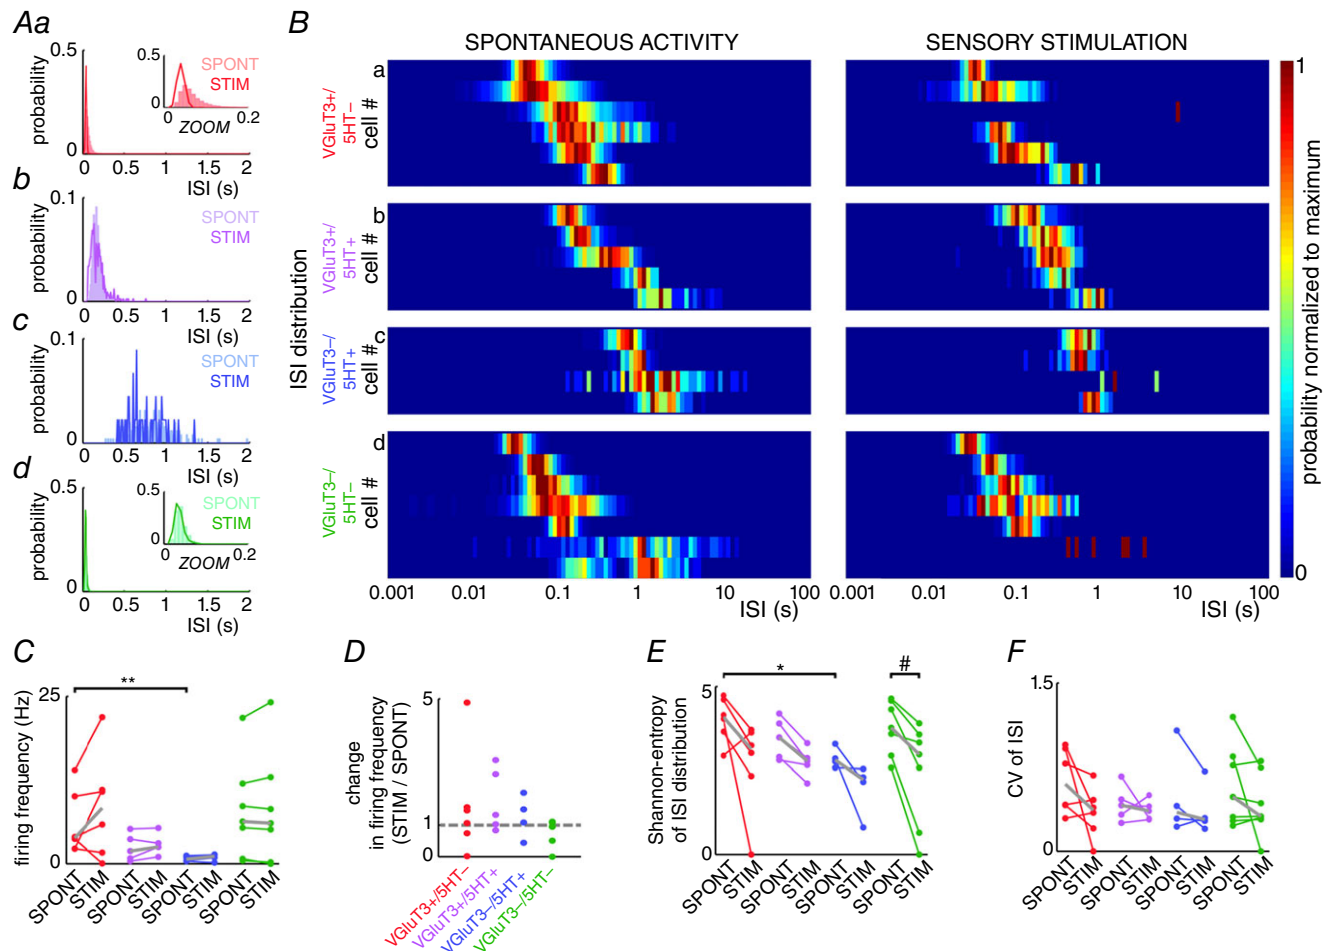 Aa
0.5
probability
0
0 0.5 1 1.5 2
ISI (s)
0.5
SPONT
STIM
0
0 0.2
ZOOM
b
0.1
probability
SPONT
STIM
0
0 0.5 1 1.5 2
ISI (s)
c
0.1
probability
SPONT
STIM
0
0 0.5 1 1.5 2
ISI (s)
d
0.5
probability
0
0 0.5 1 1.5 2
ISI (s)
0.5
SPONT
STIM
0
0 0.2
ZOOM
B
SPONTANEOUS ACTIVITY
SENSORY STIMULATION
ISI distribution
VGluT3+/
5HT−
cell #
a
VGluT3+/
5HT+
cell #
b
VGluT3−/
5HT+
cell #
c
VGluT3−/
5HT−
cell #
d
0.001 0.01 0.1 1 10 100
ISI (s)
0.001 0.01 0.1 1 10 100
ISI (s)
1
0
probability normalized to maximum
C
25
0
firing frequency (Hz)
**
SPONT
STIM
SPONT
STIM
SPONT
STIM
SPONT
STIM
D
5
1
0
change
in firing frequency
(STIM / SPONT)
VGluT3+/5HT−
VGluT3+/5HT+
VGluT3−/5HT+
VGluT3−/5HT−
E
5
0
Shannon-entropy
of ISI distribution
*
#
SPONT
STIM
SPONT
STIM
SPONT
STIM
SPONT
STIM
F
1.5
0
CV of ISI
SPONT
STIM
SPONT
STIM
SPONT
STIM
SPONT
STIM